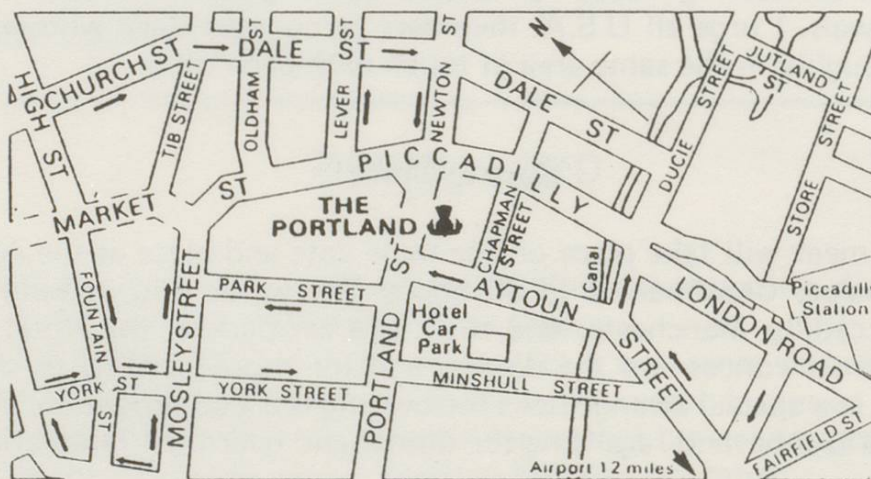 CHURCH ST
DALE ST
HIGH ST
TIB STREET
OLDHAM ST
LEVER ST
NEWTON ST
N
DALE ST
DUCIE STREET
JUTLAND ST
STORE STREET
PICCADILLY
MARKET ST
THE
PORTLAND
CHAPMAN
STREET
FOUNTAIN ST
MOSLEY STREET
PARK STREET
PORTLAND ST
AYTOUN STREET
Canal
LONDON ROAD
Piccadilly
Station
Hotel
Car
Park
YORK ST
YORK STREET
MINSHULL STREET
FAIRFIELD ST
Airport 12 miles